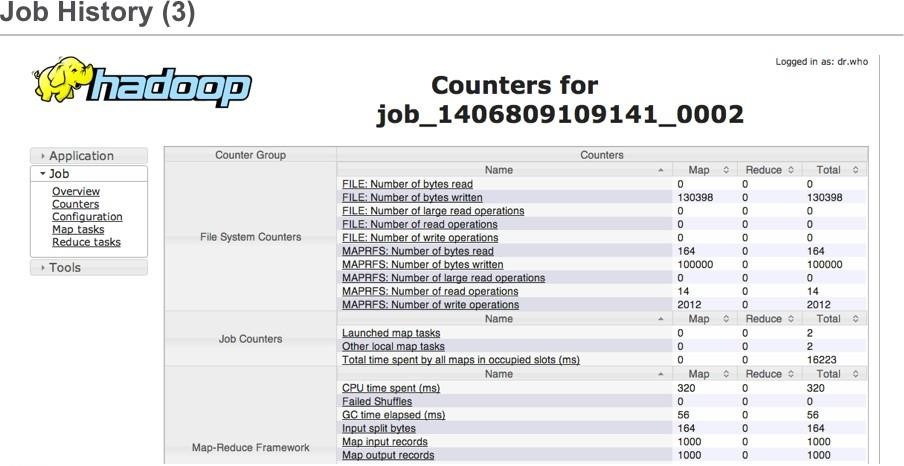 Job History (3)
hadoop
Logged in as: dr.who
Counters for
job_1406809109141_0002
Application
Job
Overview
Counters
Configuration
Map tasks
Reduce tasks
Tools
Counter Group Counters
File System Counters
Name Map Reduce Total
FILE: Number of bytes read 0 0 0
FILE: Number of bytes written 130398 0 130398
FILE: Number of large read operations 0 0 0
FILE: Number of read operations 0 0 0
FILE: Number of write operations 0 0 0
MAPRFS: Number of bytes read 164 0 164
MAPRFS: Number of bytes written 100000 0 100000
MAPRFS: Number of large read operations 0 0 0
MAPRFS: Number of read operations 14 0 14
MAPRFS: Number of write operations 2012 0 2012
Job Counters
Name Map Reduce Total
Launched map tasks 0 0 2
Other local map tasks 0 0 2
Total time spent by all maps in occupied slots (ms) 0 0 16223
Map-Reduce Framework
Name Map Reduce Total
CPU time spent (ms) 320 0 320
Failed Shuffles 0 0 0
GC time elapsed (ms) 56 0 56
Input split bytes 164 0 164
Map input records 1000 0 1000
Map output records 1000 0 1000